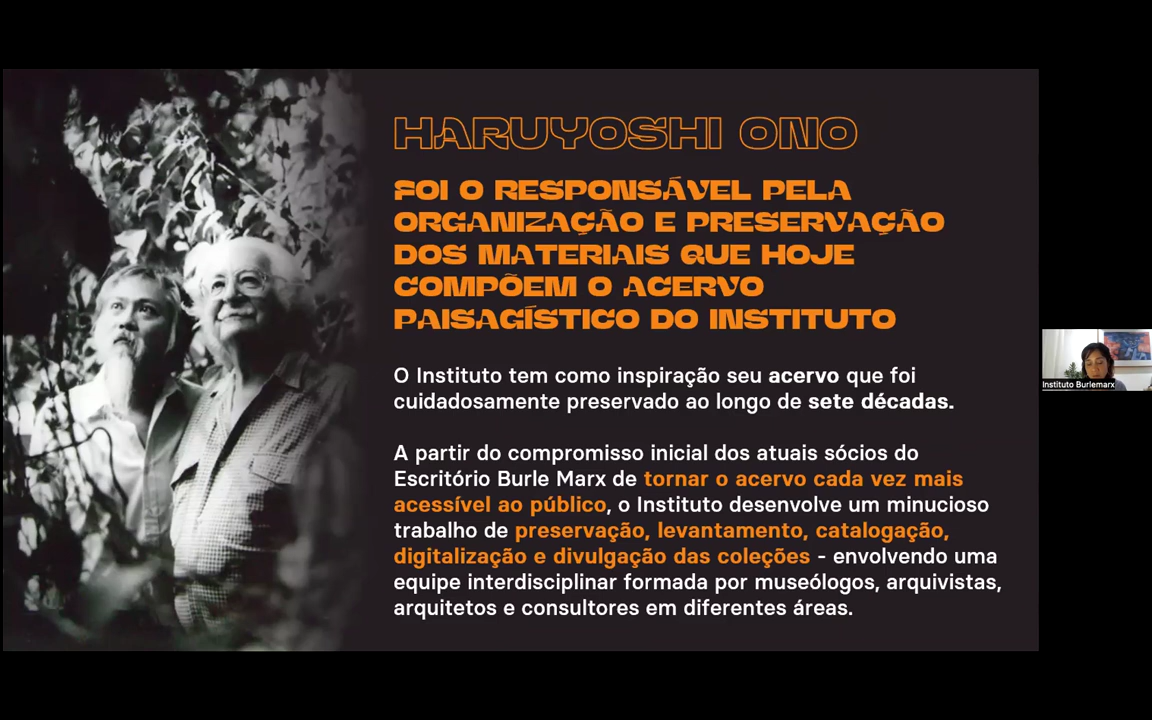 HARUYOSHI ONO
FOI O RESPONSÁVEL PELA
ORGANIZAÇÃO E PRESERVAÇÃO
DOS MATERIAIS QUE HOJE
COMPÕEM O ACERVO
PAISAGÍSTICO DO INSTITUTO
O Instituto tem como inspiração seu acervo que foi
cuidadosamente preservado ao longo de sete décadas.
A partir do compromisso inicial dos atuais sócios do
Escritório Burle Marx de tornar o acervo cada vez mais
acessível ao público, o Instituto desenvolve um minucioso
trabalho de preservação, levantamento, catalogação,
digitalização e divulgação das coleções - envolvendo uma
equipe interdisciplinar formada por museólogos, arquivistas,
arquitetos e consultores em diferentes áreas.
Instituto Burlemarx